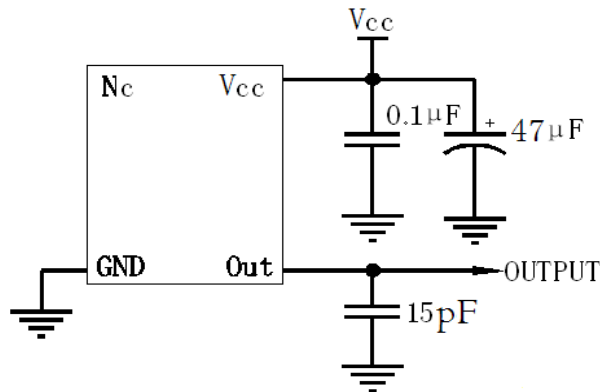 Vcc
Nc Vcc
0.1μF
+
47μF
GND Out
OUTPUT
15pF